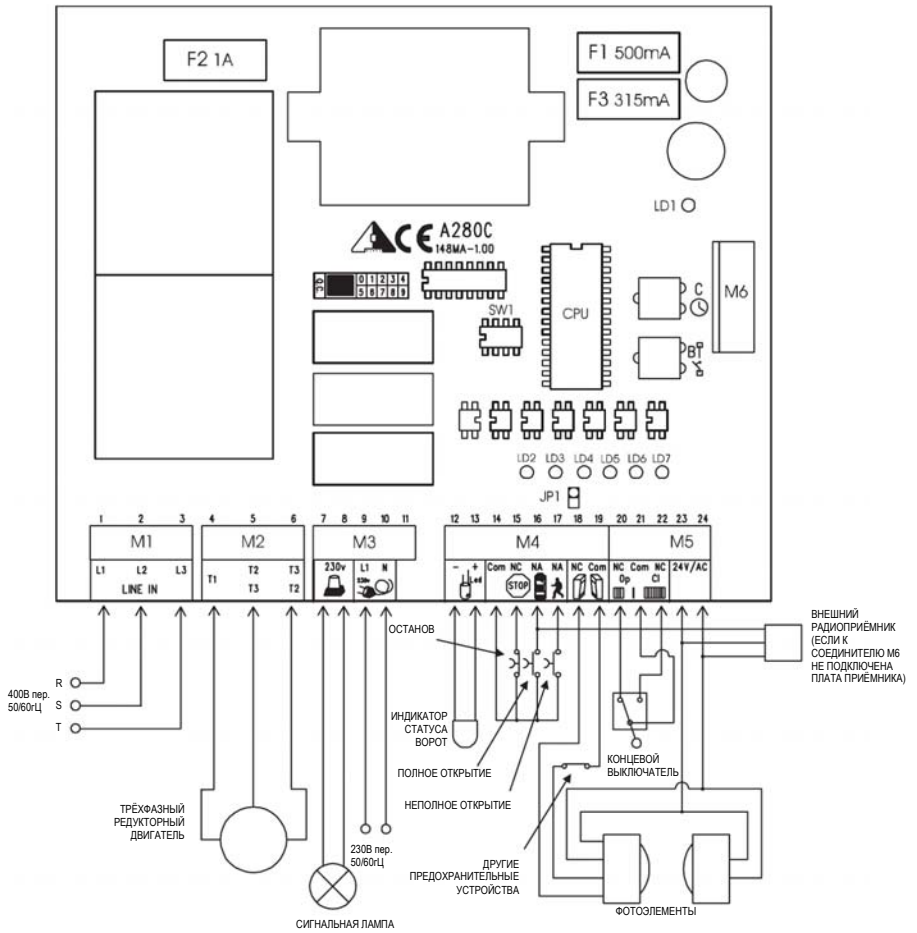 F2 1A
F1 500mA
F3 315mA
LD1
A280C
148MA-1.00
0 1 2 3 4
5 6 7 8 9
SW1
CPU
C
M6
BT
LD2 LD3 LD4 LD5 LD6 LD7
JP1
1 2 3 4 5 6 7 8 9 10 11 12 13 14 15 16 17 18 19 20 21 22 23 24
M1 M2 M3 M4 M5
L1 L2 L3 T1 T2 T3 230v L1 N - + Com NC NA NA NC Com NC Com NC 24V/AC
LINE IN T3 T2 230v Led STOP Op Cl
ОСТАНОВ
ВНЕШНИЙ
РАДИОПРИЁМНИК
(ЕСЛИ К
СОЕДИНИТЕЛЮ М6
НЕ ПОДКЛЮЧЕНА
ПЛАТА ПРИЁМНИКА)
R
400В пер.
50/60гЦ
S
T
ИНДИКАТОР
СТАТУСА
ВОРОТ
КОНЦЕВОЙ
ВЫКЛЮЧАТЕЛЬ
ПОЛНОЕ ОТКРЫТИЕ
НЕПОЛНОЕ ОТКРЫТИЕ
ТРЁХФАЗНЫЙ
РЕДУКТОРНЫЙ
ДВИГАТЕЛЬ
230В пер.
50/60гЦ
ДРУГИЕ
ПРЕДОХРАНИТЕЛЬНЫЕ
УСТРОЙСТВА
ФОТОЭЛЕМЕНТЫ
СИГНАЛЬНАЯ ЛАМПА